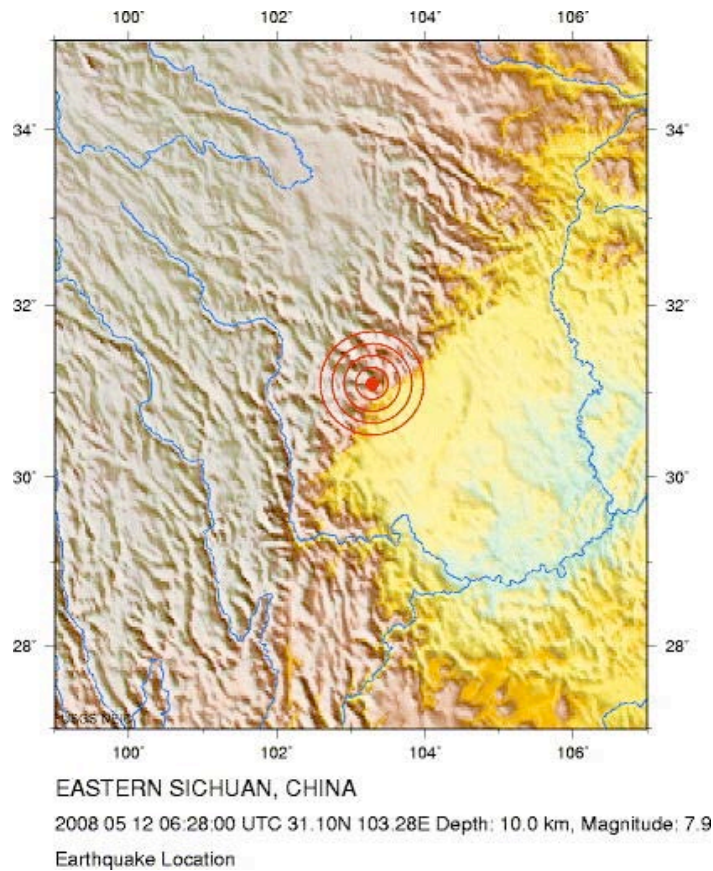 100° 102° 104° 106°
34° 34°
32° 32°
30° 30°
28° 28°
USGS NEIC
100° 102° 104° 106°
EASTERN SICHUAN, CHINA
2008 05 12 06:28:00 UTC 31.10N 103.28E Depth: 10.0 km, Magnitude: 7.9
Earthquake Location